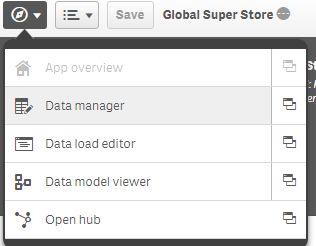 Save Global Super Store
App overview
Data manager
Data load editor
Data model viewer
Open hub